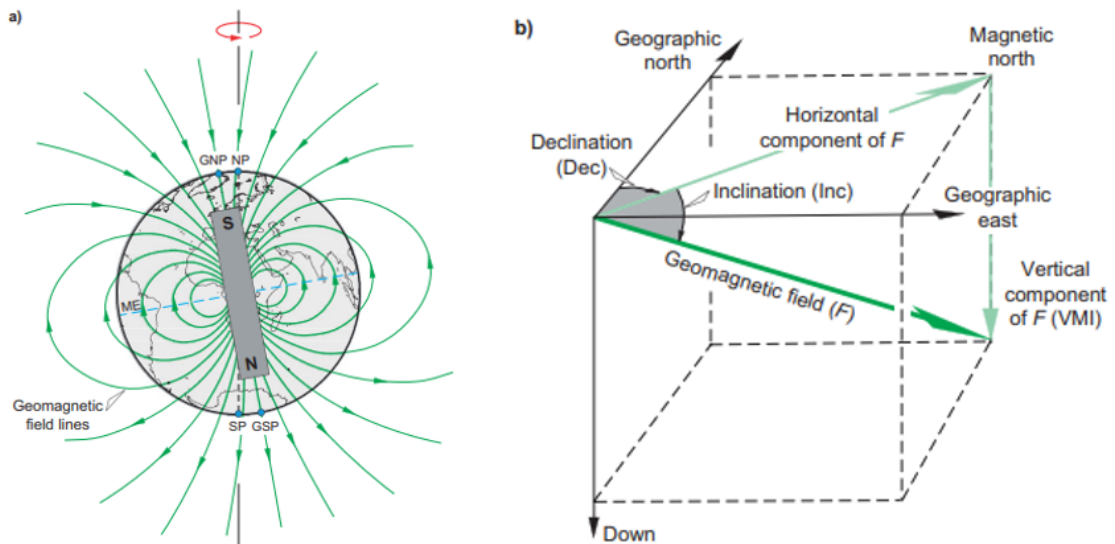 a)
GNP NP
S
ME
N
Geomagnetic
field lines
SP GSP
b)
Geographic
north
Magnetic
north
Horizontal
component of F
Declination
(Dec)
Inclination (Inc)
Geographic
east
Geomagnetic field (F)
Vertical
component
of F (VMI)
Down